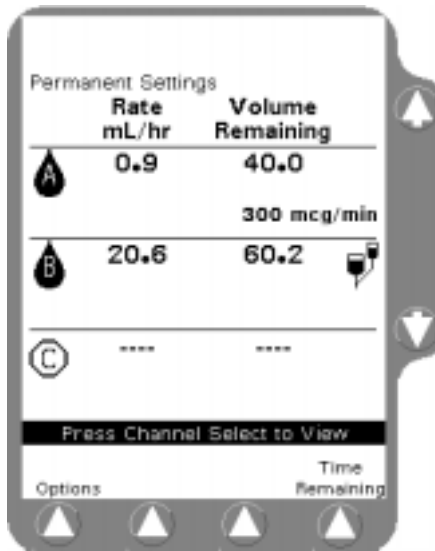 Permanent Settings
Rate Volume
mL/hr Remaining
A 0.9 40.0
300 mcg/min
B 20.6 60.2
C ---- ----
Press Channel Select to View
Time
Options Remaining